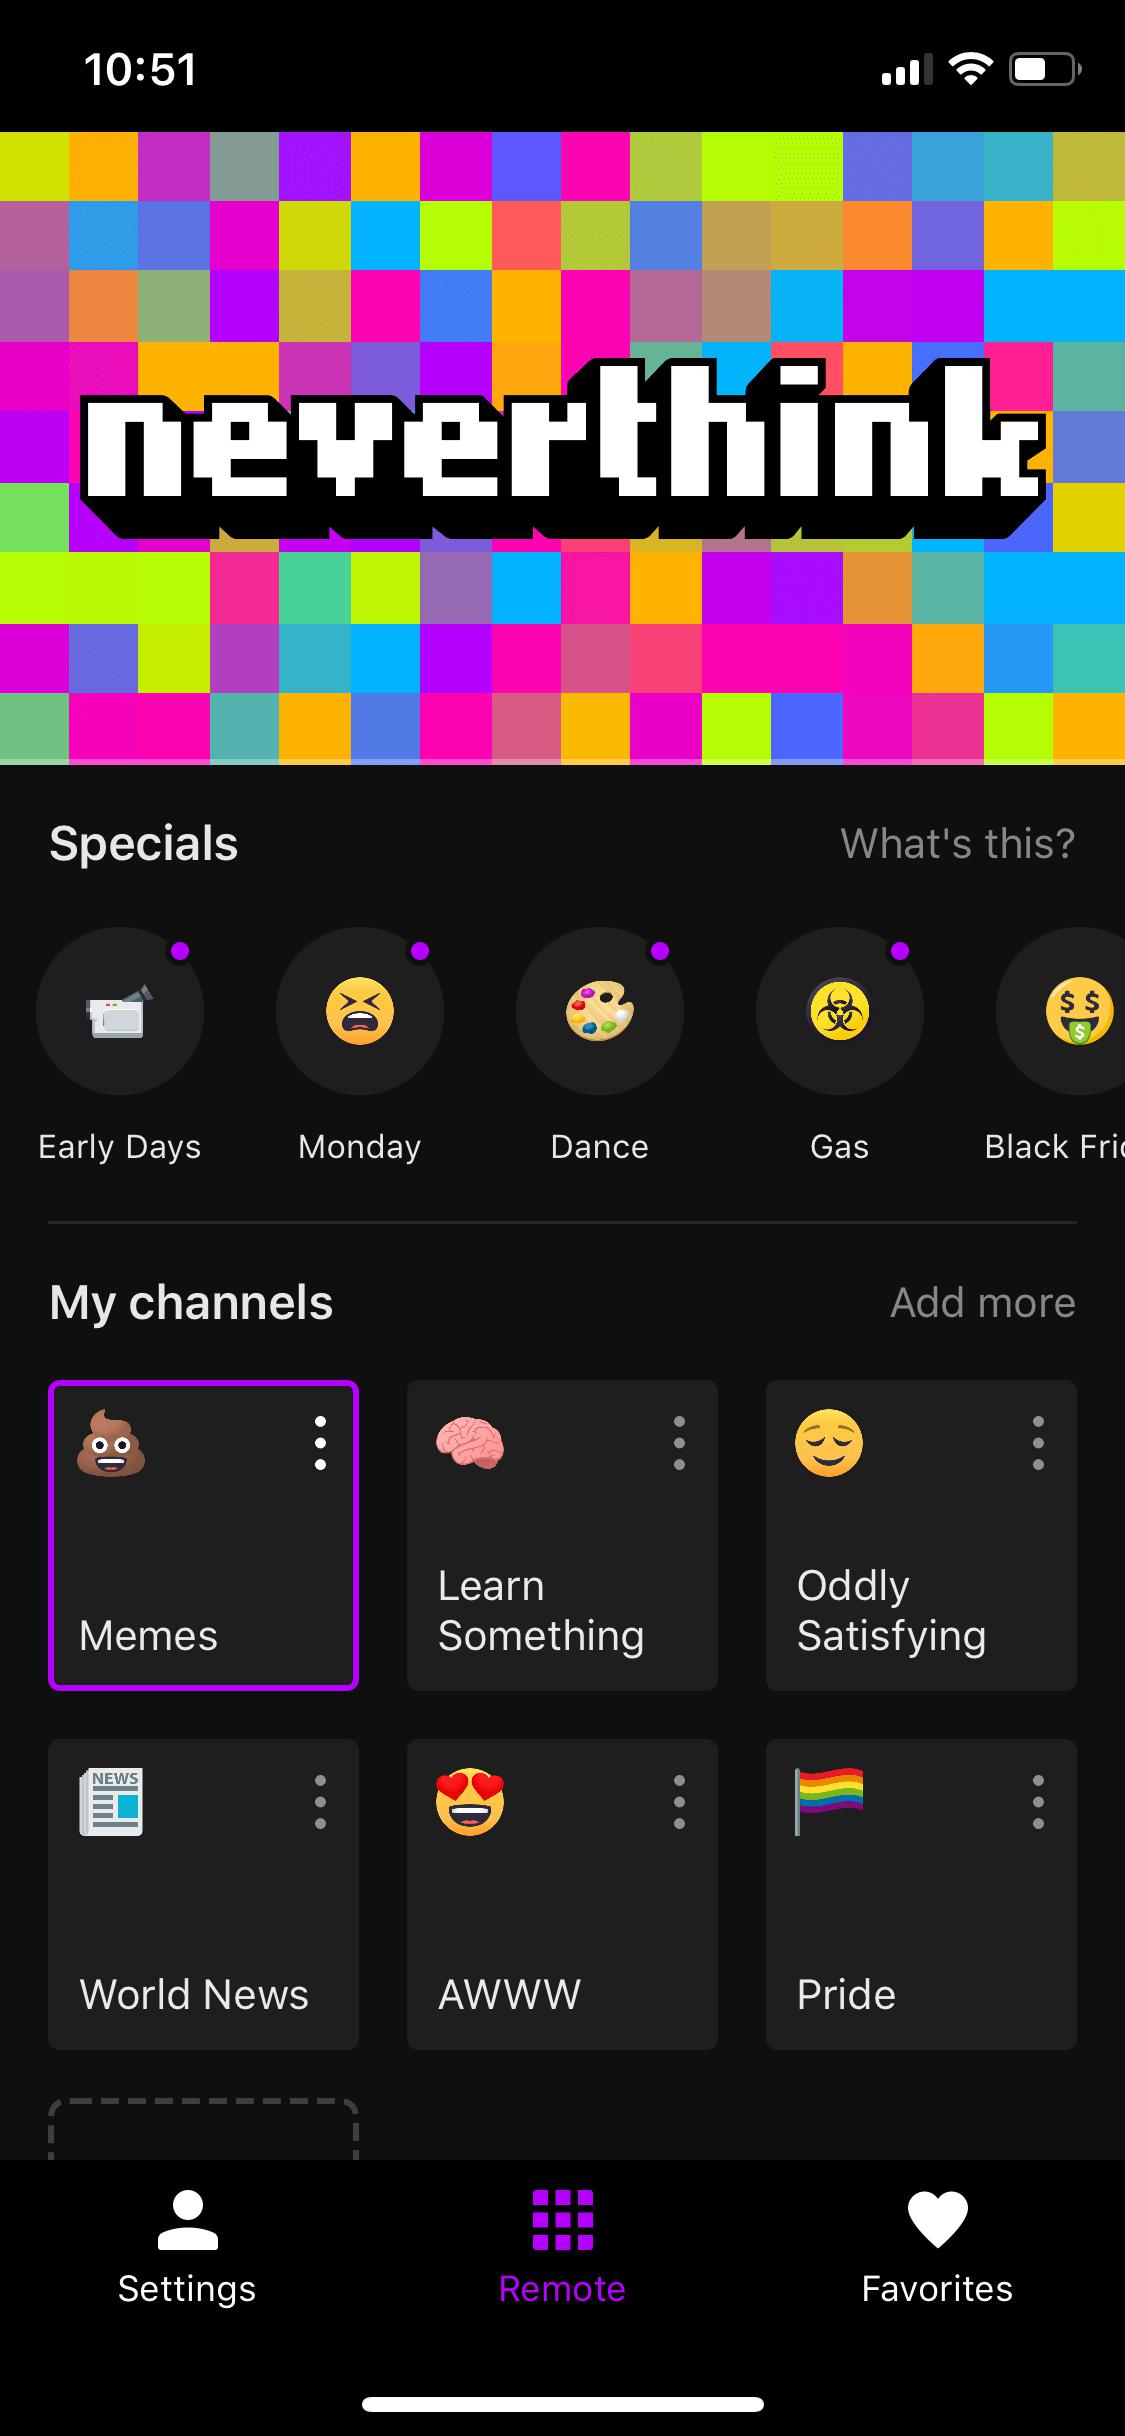 10:51
neverthink
Specials
What's this?
Early Days
Monday
Dance
Gas
Black Fri
My channels
Add more
Memes
Learn
Something
Oddly
Satisfying
NEWS
World News
AWWW
Pride
Settings
Remote
Favorites